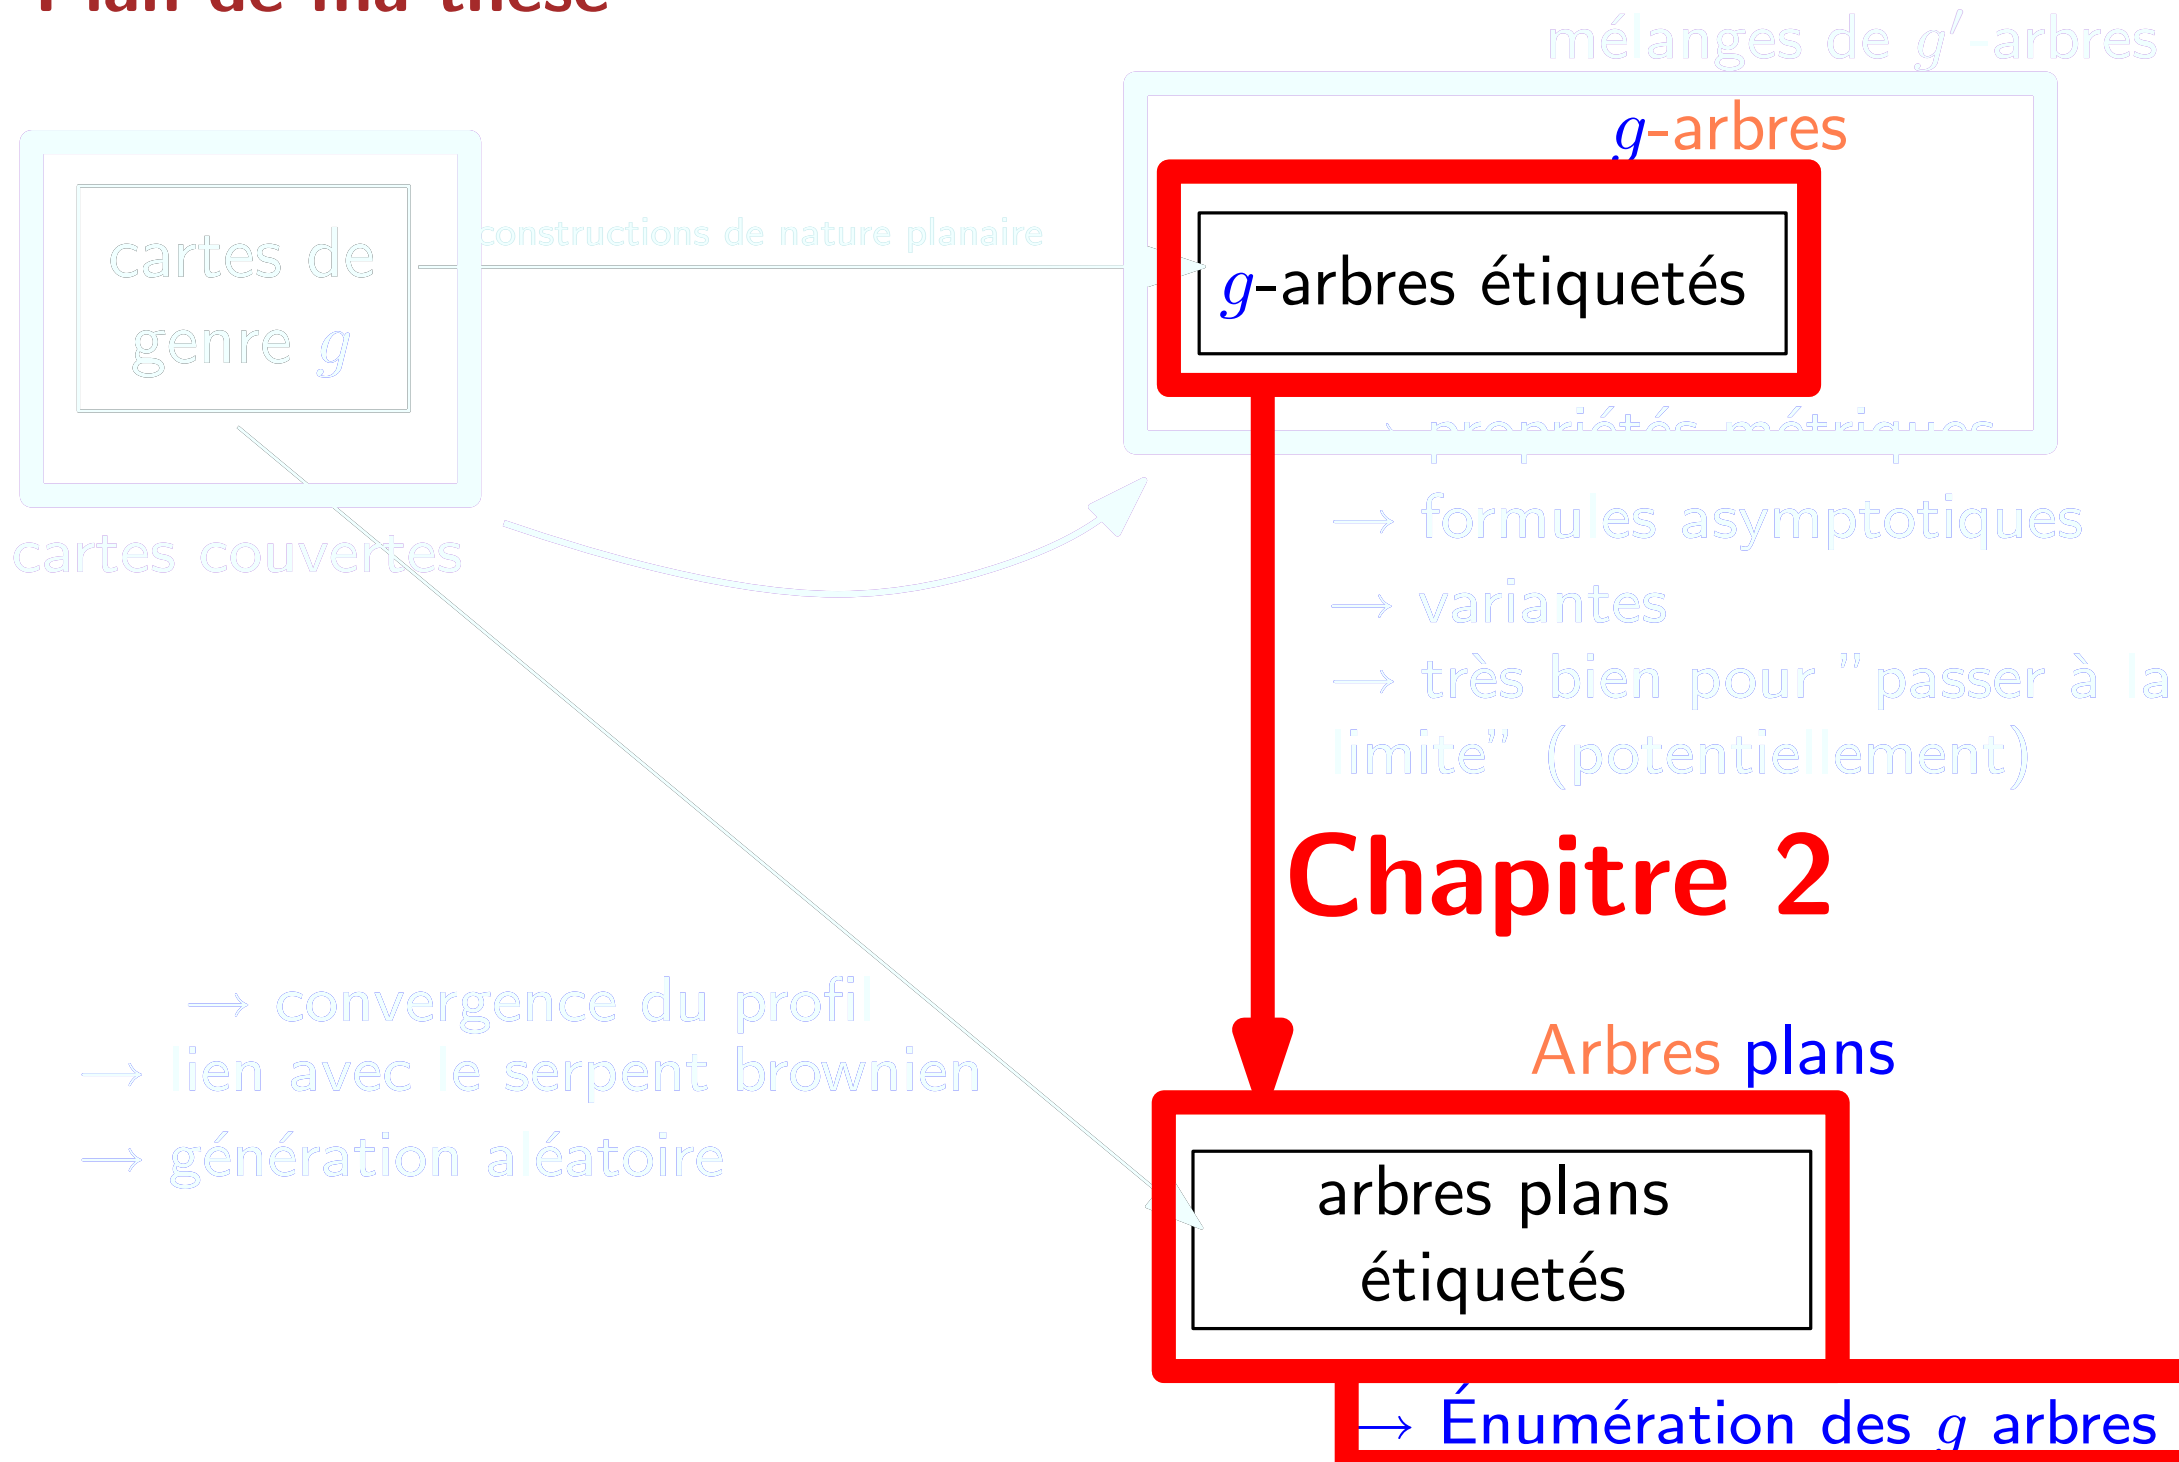 Plan de ma thèse
mélanges de g′-arbres
g-arbres
constructions de nature planaire
cartes de
genre g
g-arbres étiquetés
→ propriétés métriques
→ formules asymptotiques
cartes couvertes
→ variantes
→ très bien pour "passer à la
limite" (potentiellement)
Chapitre 2
→ convergence du profil
→ lien avec le serpent brownien
→ génération aléatoire
Arbres plans
arbres plans
étiquetés
→ Énumération des g arbres